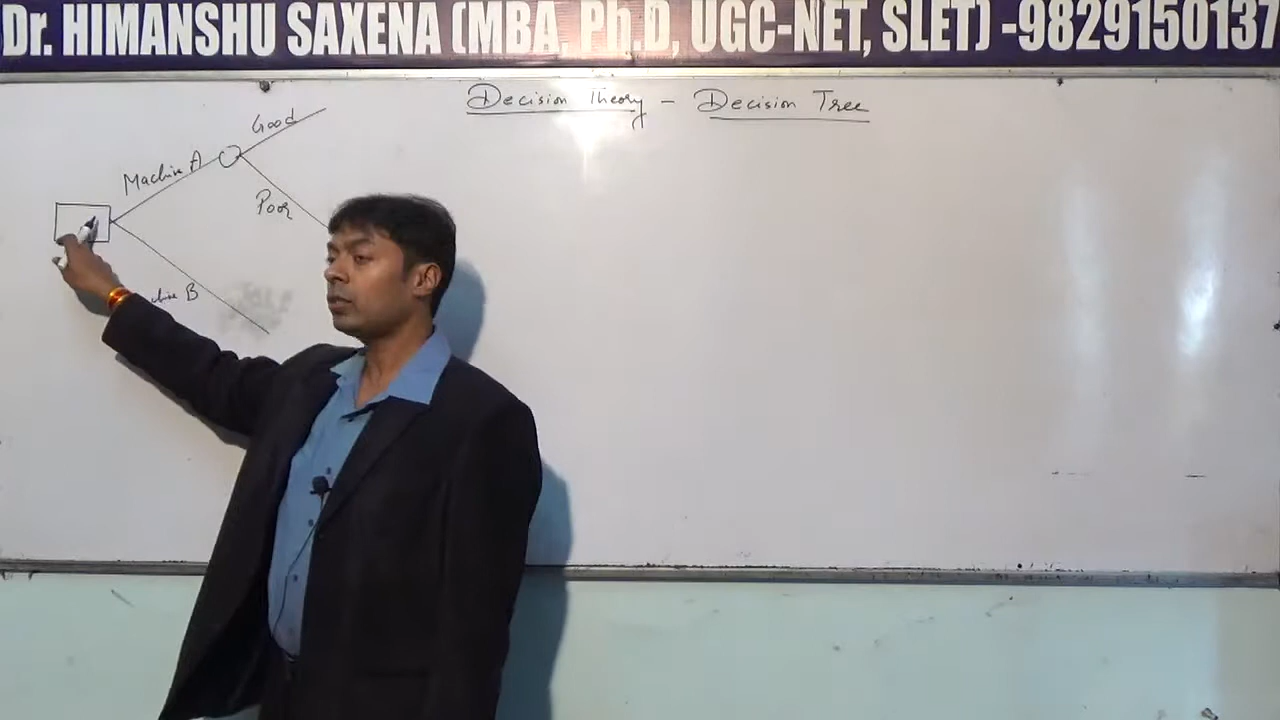 Dr. HIMANSHU SAXENA (MBA, Ph.D, UGC-NET, SLET) -9829150137
Decision Theory - Decision Tree
Good
Machine A
Poor
B